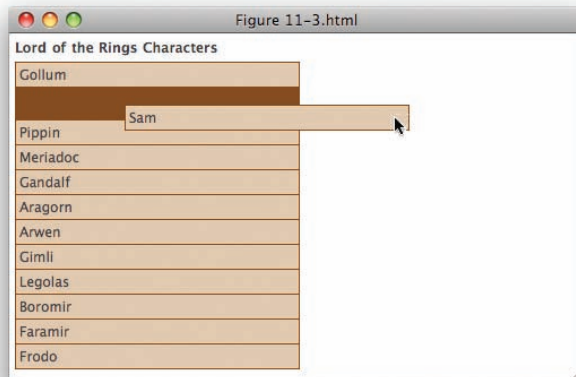 Figure 11-3.html
Lord of the Rings Characters
Gollum
Sam
Pippin
Meriadoc
Gandalf
Aragorn
Arwen
Gimli
Legolas
Boromir
Faramir
Frodo